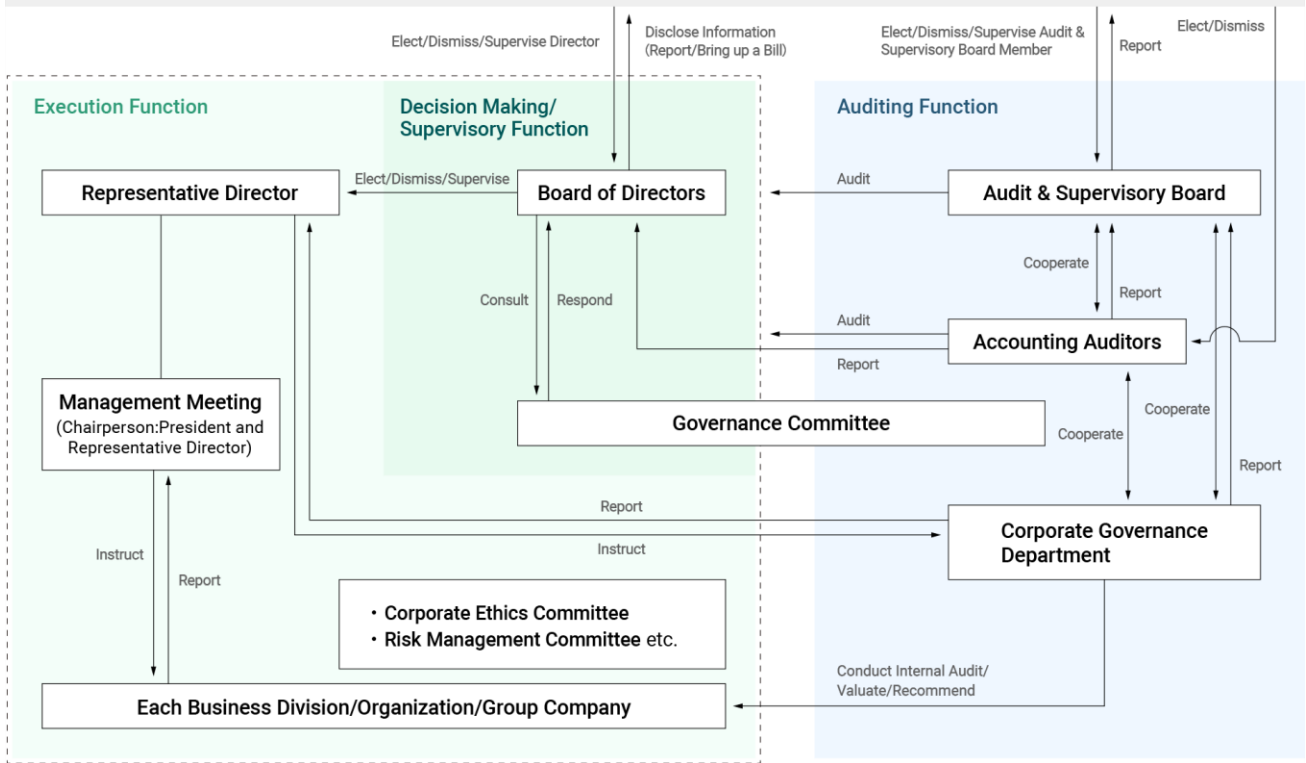 Elect/Dismiss/Supervise Director
Disclose Information
(Report/Bring up a Bill)
Elect/Dismiss/Supervise Audit &
Supervisory Board Member
Report
Elect/Dismiss
Execution Function
Decision Making/
Supervisory Function
Auditing Function
Representative Director
Elect/Dismiss/Supervise
Board of Directors
Audit
Audit & Supervisory Board
Cooperate
Report
Consult
Respond
Audit
Report
Accounting Auditors
Management Meeting
(Chairperson:President and
Representative Director)
Governance Committee
Cooperate
Cooperate
Report
Report
Instruct
Corporate Governance
Department
Instruct
Report
・Corporate Ethics Committee
・Risk Management Committee etc.
Conduct Internal Audit/
Valuate/Recommend
Each Business Division/Organization/Group Company